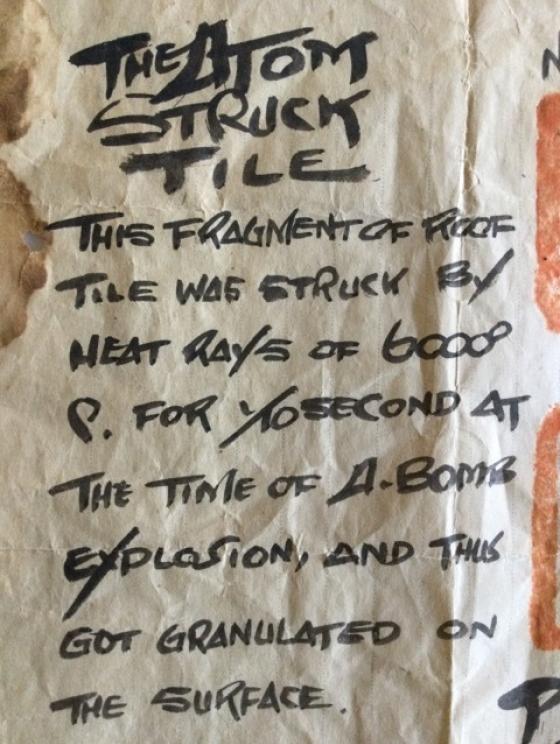 THE ATOM
STRUCK
TILE
THIS FRAGMENT OF ROOF
TILE WAS STRUCK BY
HEAT RAYS OF 6000°
C. FOR 1/10 SECOND AT
THE TIME OF A-BOMB
EXPLOSION, AND THUS
GOT GRANULATED ON
THE SURFACE.